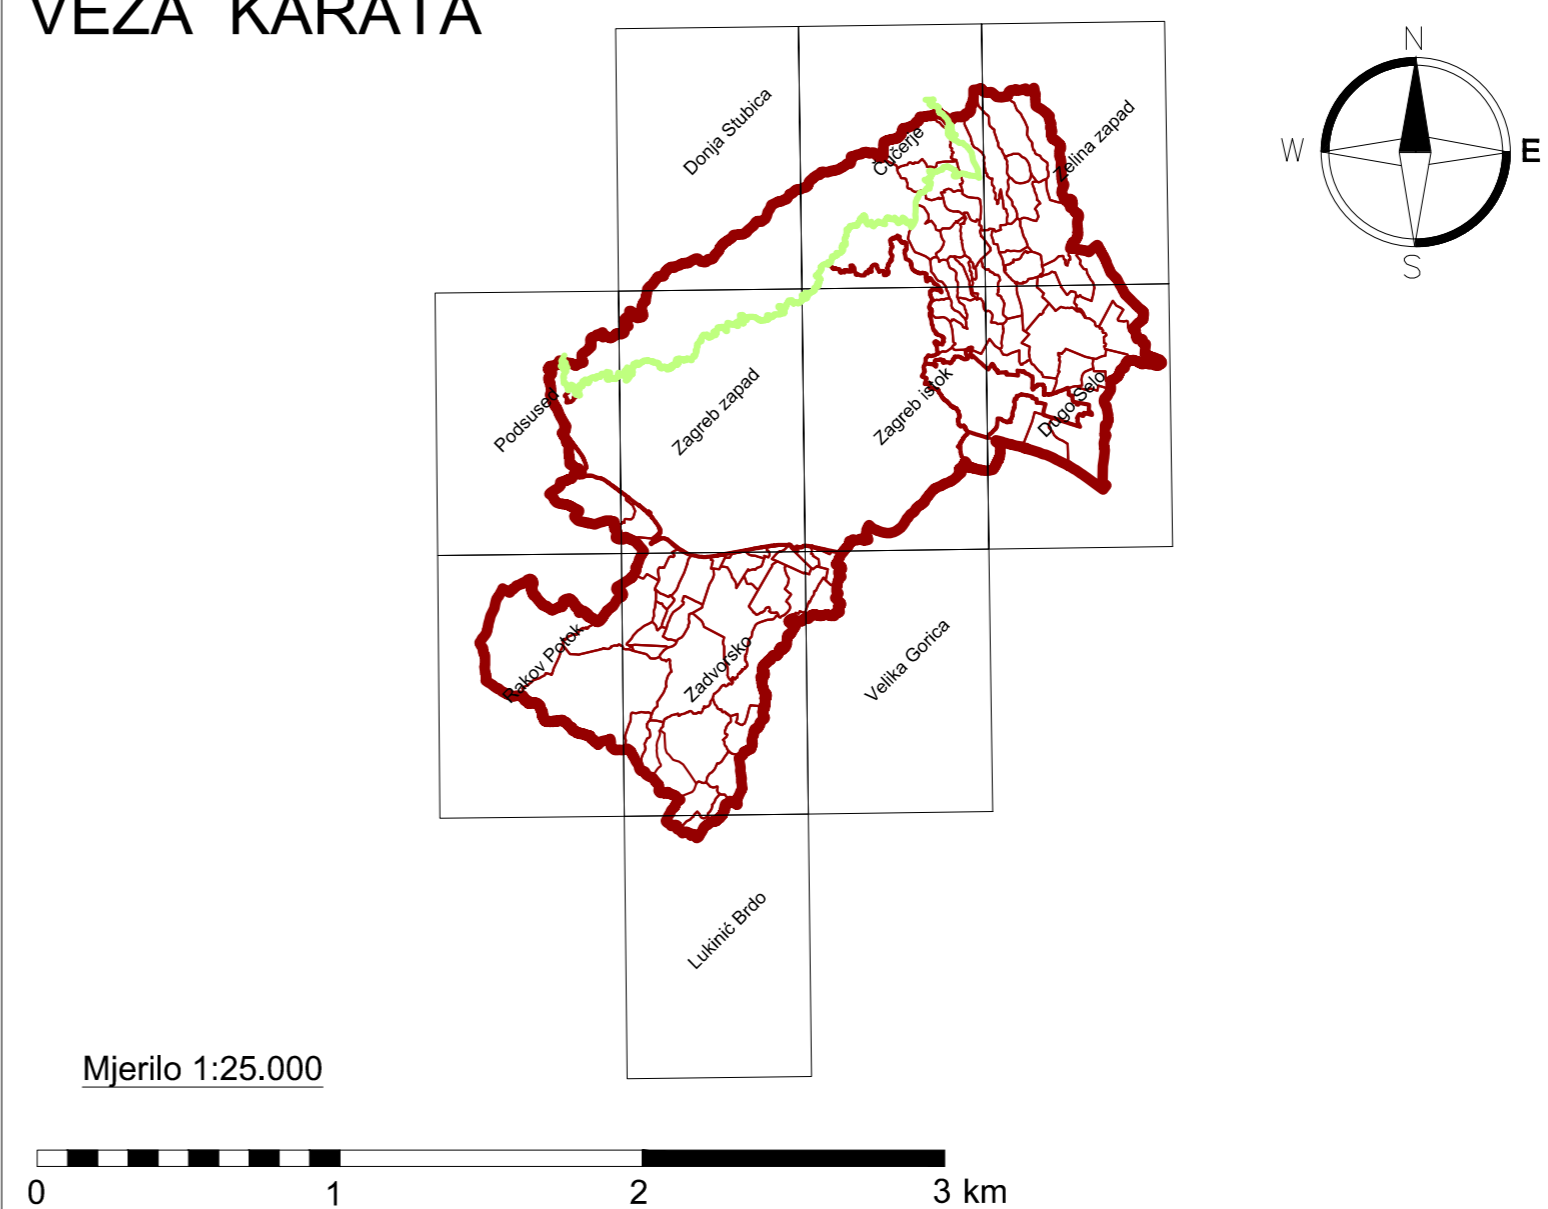 VEZA KARATA
N
W
E
S
Donja Stubica
Čučerje
Zelina zapad
Podsused
Zagreb zapad
Zagreb istok
Dugo Selo
Rakov Potok
Zadvorsko
Velika Gorica
Lukinić Brdo
Mjerilo 1:25.000
0 1 2 3 km